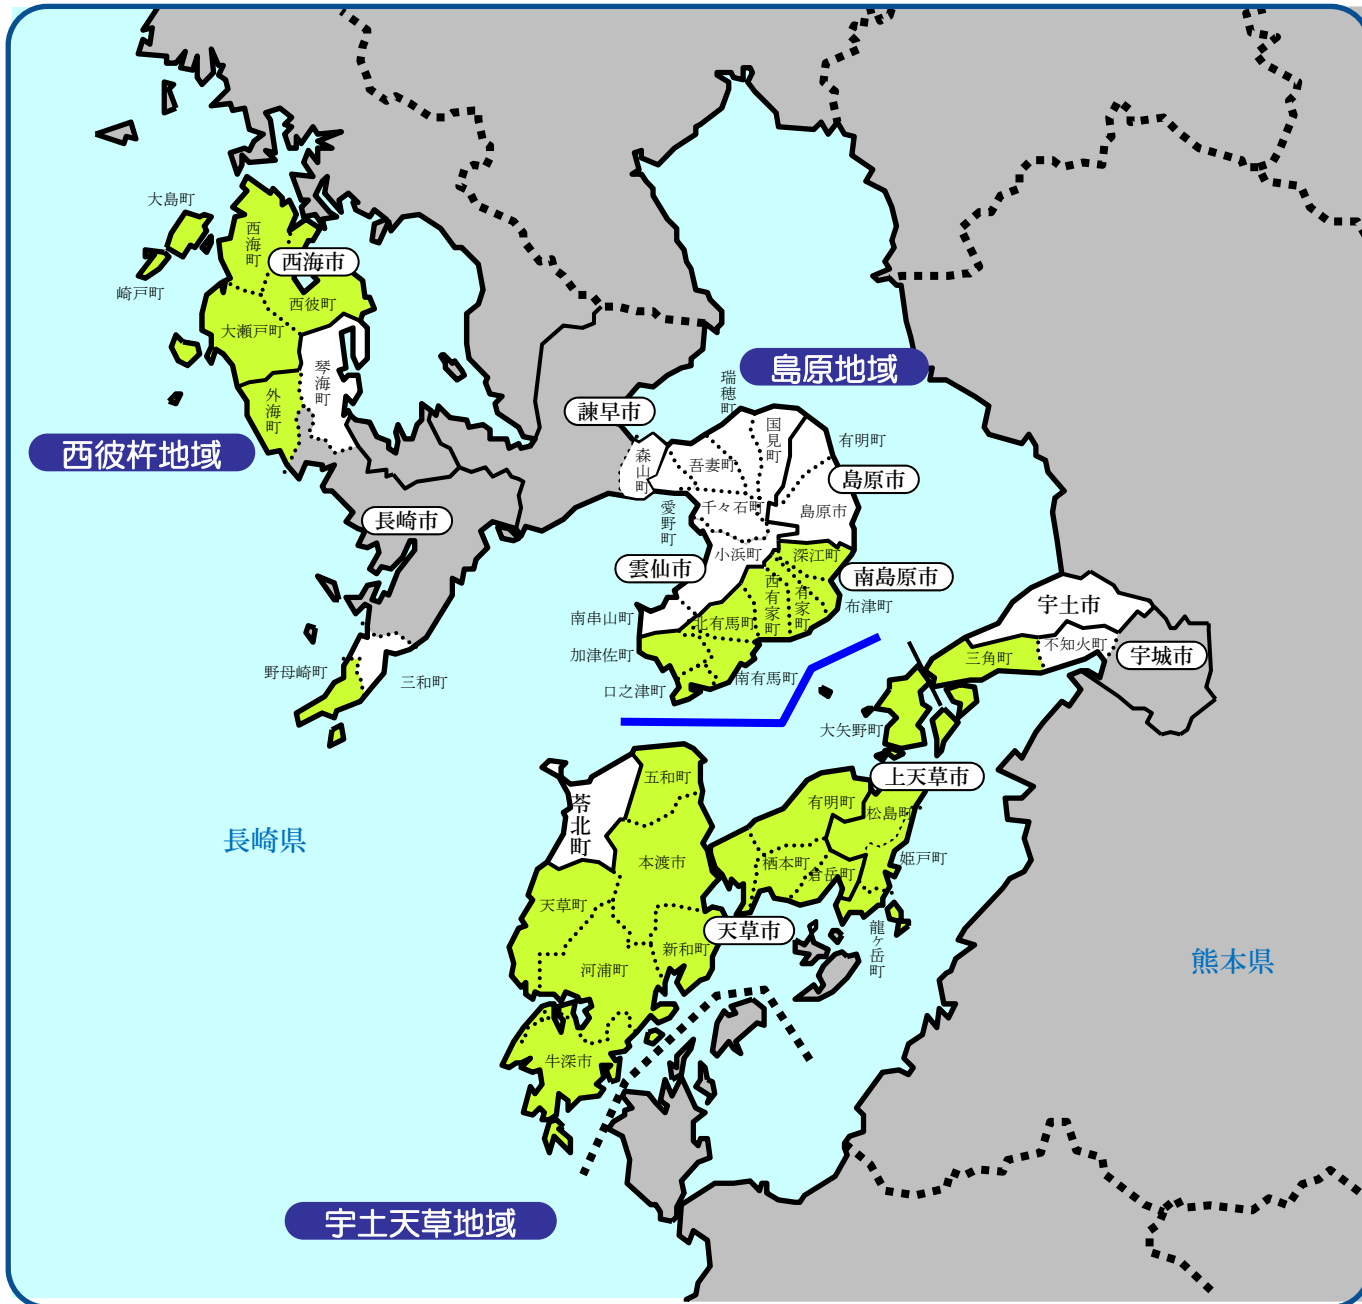 大島町
西海町
西海市
崎戸町
西彼町
大瀬戸町
琴海町
外海町
西彼杵地域
長崎市
野母崎町
三和町
島原地域
瑞穂町
国見町
諫早市
森山町
吾妻町
有明町
島原市
愛野町
千々石町
島原市
小浜町
深江町
雲仙市
西有家町
有家町
南島原市
布津町
南串山町
北有馬町
加津佐町
口之津町
南有馬町
宇土市
不知火町
三角町
宇城市
大矢野町
上天草市
五和町
苓北町
有明町
松島町
長崎県
本渡市
栖本町
倉岳町
姫戸町
天草町
天草市
新和町
龍ヶ岳町
河浦町
熊本県
牛深市
宇土天草地域